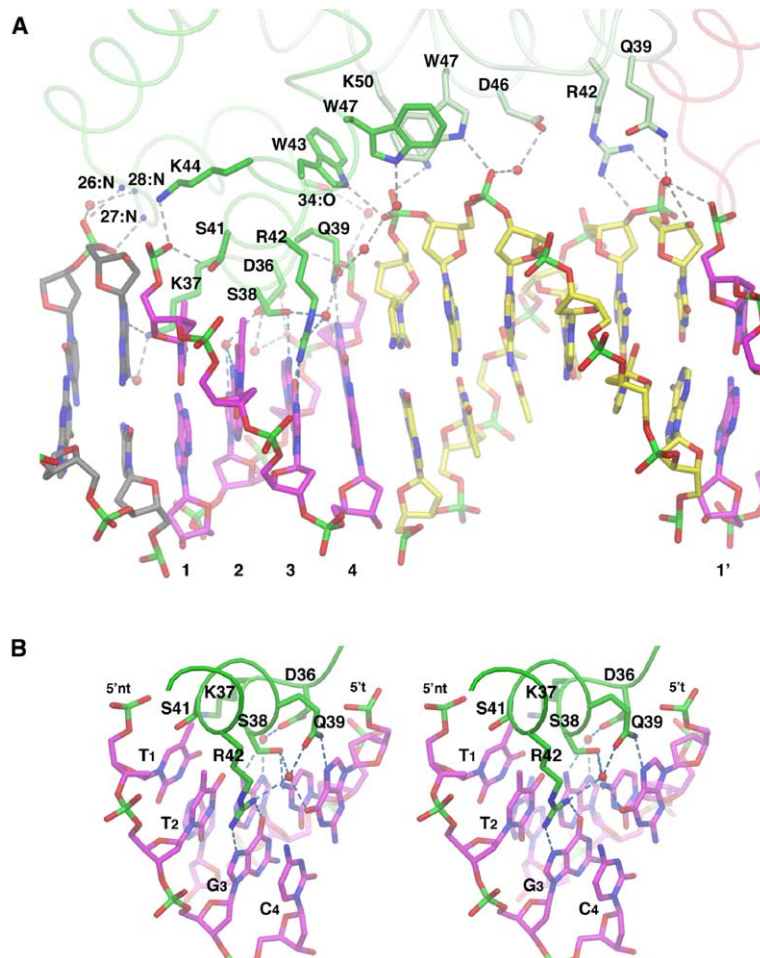 A
Q39
W47
K50
D46
R42
W47
W43
K44
26:N
28:N
34:O
27:N
S41
R42
Q39
D36
K37
S38
1
2
3
4
1'
B
D36
K37
5'nt
5't
S41
S38
Q39
R42
T1
T2
G3
C4
D36
K37
5'nt
5't
S41
S38
Q39
R42
T1
T2
G3
C4